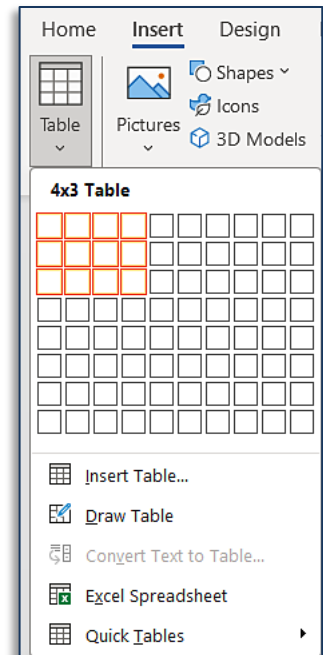 Home Insert Design
Table
Pictures
Shapes
Icons
3D Models
4x3 Table
Insert Table...
Draw Table
Convert Text to Table...
Excel Spreadsheet
Quick Tables